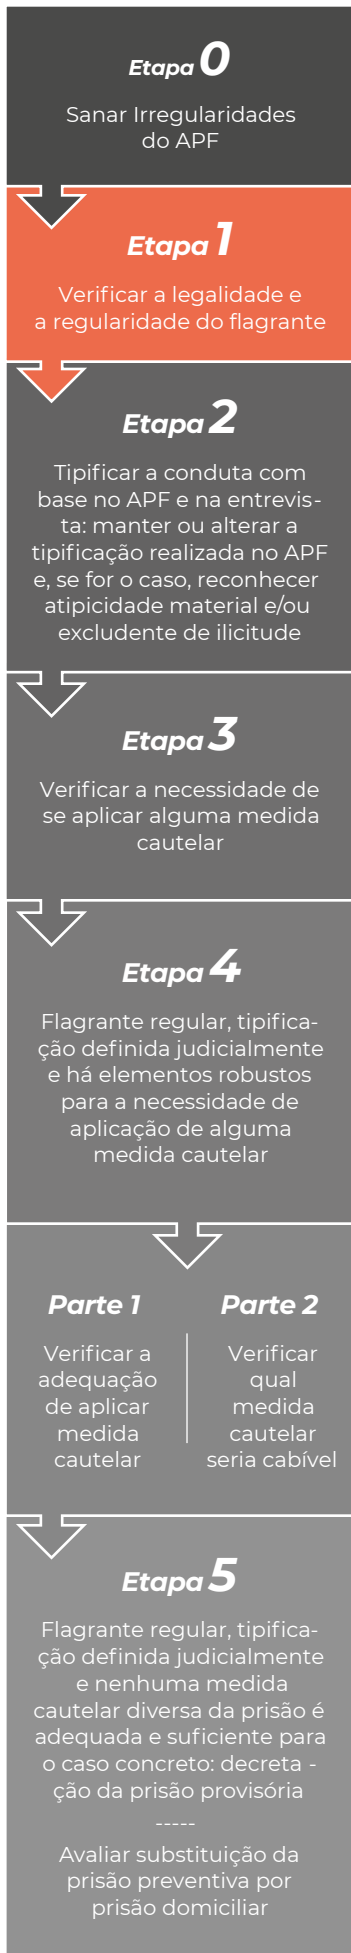 Etapa 0
Sanar Irregularidades
do APF
Etapa 1
Verificar a legalidade e
a regularidade do flagrante
Etapa 2
Tipificar a conduta com
base no APF e na entrevis-
ta: manter ou alterar a
tipificação realizada no APF
e, se for o caso, reconhecer
atipicidade material e/ou
excludente de ilicitude
Etapa 3
Verificar a necessidade de
se aplicar alguma medida
cautelar
Etapa 4
Flagrante regular, tipifica-
ção definida judicialmente
e há elementos robustos
para a necessidade de
aplicação de alguma
medida cautelar
Parte 1
Verificar a
adequação
de aplicar
medida
cautelar
Parte 2
Verificar
qual
medida
cautelar
seria cabível
Etapa 5
Flagrante regular, tipifica-
ção definida judicialmente
e nenhuma medida
cautelar diversa da prisão é
adequada e suficiente para
o caso concreto: decreta -
ção da prisão provisória
-----
Avaliar substituição da
prisão preventiva por
prisão domiciliar